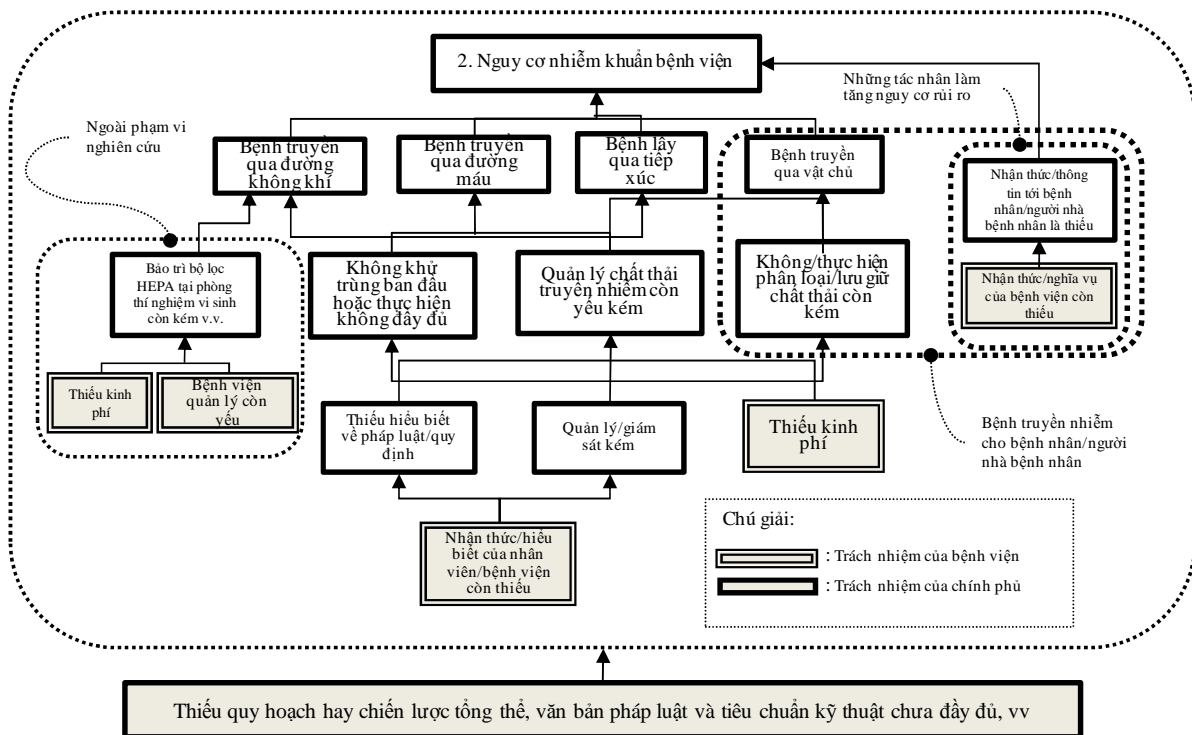 2. Nguy cơ nhiễm khuẩn bệnh viện
Những tác nhân làm
tăng nguy cơ rủi ro
Ngoài phạm vi
nghiên cứu
Bệnh truyền
qua đường
không khí
Bệnh truyền
qua đường
máu
Bệnh lây
qua tiếp
xúc
Bệnh truyền
qua vật chủ
Nhận thức/thông
tin tới bệnh
nhân/người nhà
bệnh nhân là thiếu
Bảo trì bộ lọc
HEPA tại phòng
thí nghiệm vi sinh
còn kém v.v.
Không khử
trùng ban đầu
hoặc thực hiện
không đầy đủ
Quản lý chất thải
truyền nhiễm còn
yếu kém
Không/thực hiện
phân loại/lưu giữ
chất thải còn
kém
Nhận thức/nghĩa vụ
của bệnh viện còn
thiếu
Thiếu kinh
phí
Bệnh viện
quản lý còn
yếu
Thiếu hiểu biết
về pháp luật/quy
định
Quản lý/giám
sát kém
Thiếu kinh
phí
Bệnh truyền nhiễm
cho bệnh nhân/người
nhà bệnh nhân
Nhận thức/hiểu
biết của nhân
viên/bệnh viện
còn thiếu
Chú giải:
: Trách nhiệm của bệnh viện
: Trách nhiệm của chính phủ
Thiếu quy hoạch hay chiến lược tổng thể, văn bản pháp luật và tiêu chuẩn kỹ thuật chưa đầy đủ, vv